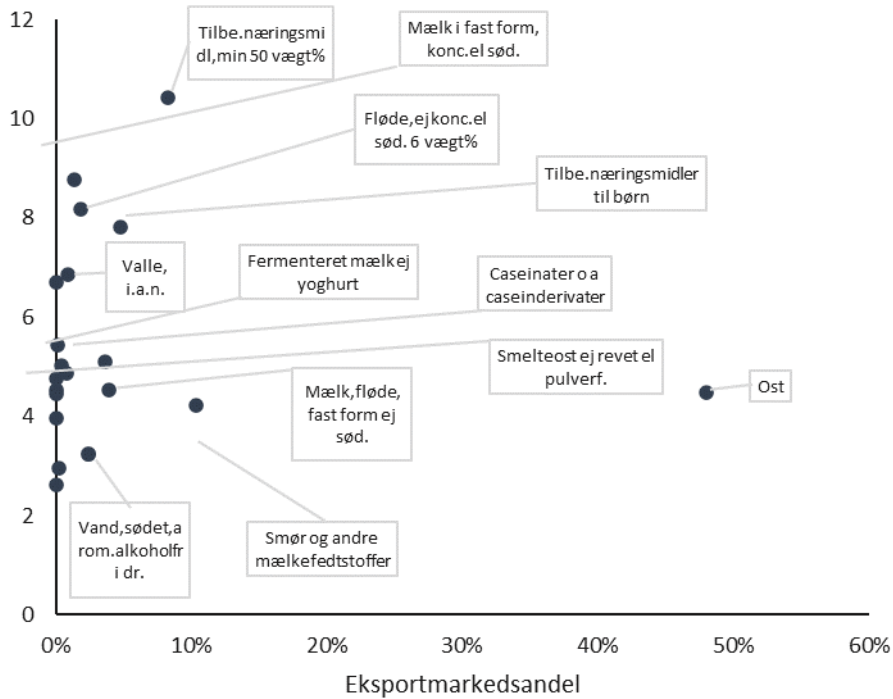 12
10
8
6
4
2
0
Tilbe.næringsmi
dl,min 50 vægt%
Mælk i fast form,
konc.el sød.
Fløde,ej konc.el
sød. 6 vægt%
Tilbe.næringsmidler
til børn
Valle,
i.a.n.
Fermenteret mælk ej
yoghurt
Caseinater o a
caseinderivater
Smelteost ej revet el
pulverf.
Ost
Mælk,fløde,
fast form ej
sød.
Vand,sødet,a
rom.alkoholfr
i dr.
Smør og andre
mælkefedtstoffer
0% 10% 20% 30% 40% 50% 60%
Eksportmarkedsandel